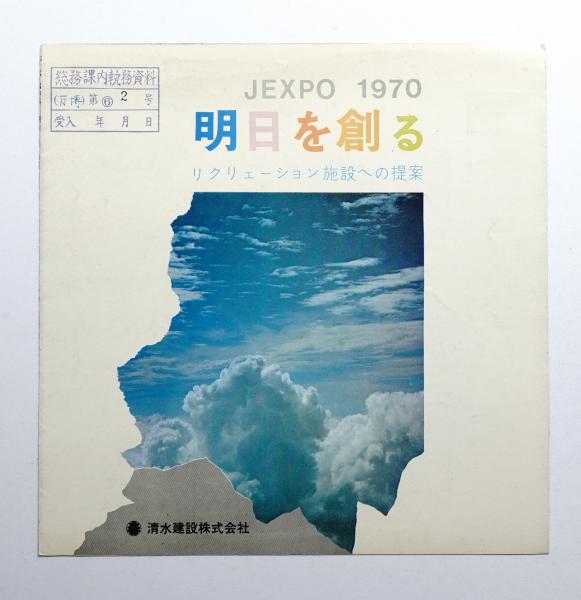 総務課内執務資料
(万博)第⑥2号
受入 年 月 日
JEXPO 1970
明日を創る
リクリェーション施設への提案
清水建設株式会社